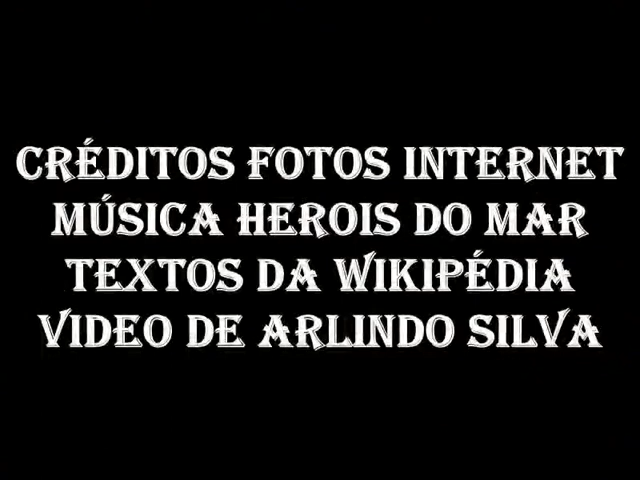 CRÉDITOS FOTOS INTERNET
MÚSICA HEROIS DO MAR
TEXTOS DA WIKIPÉDIA
VIDEO DE ARLINDO SILVA